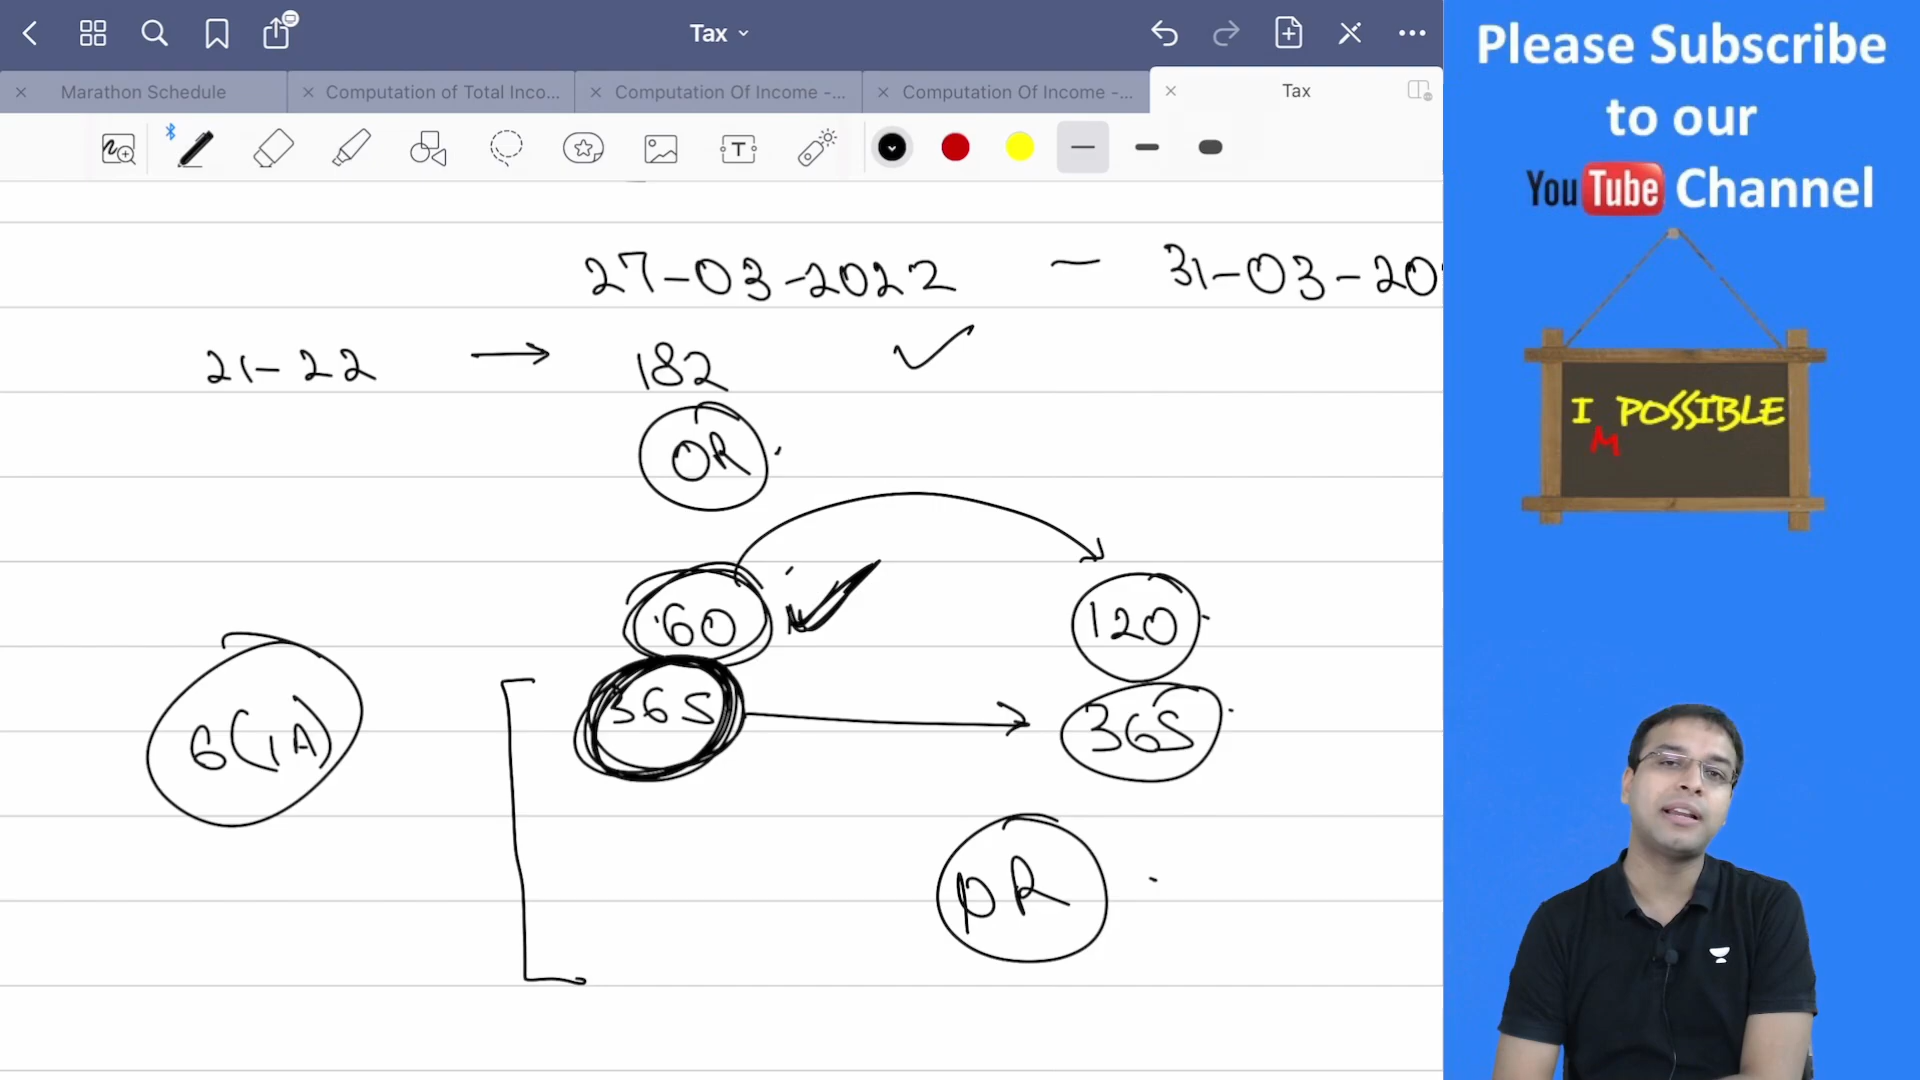 Tax
Marathon Schedule
Computation of Total Inco...
Computation Of Income -...
Computation Of Income -...
Tax
T
27-03-2022 - 31-03-20
21-22 → 182
OR
60 120
365 365
6(1A)
PR
Please Subscribe
to our
YouTube Channel
I POSSIBLE
M